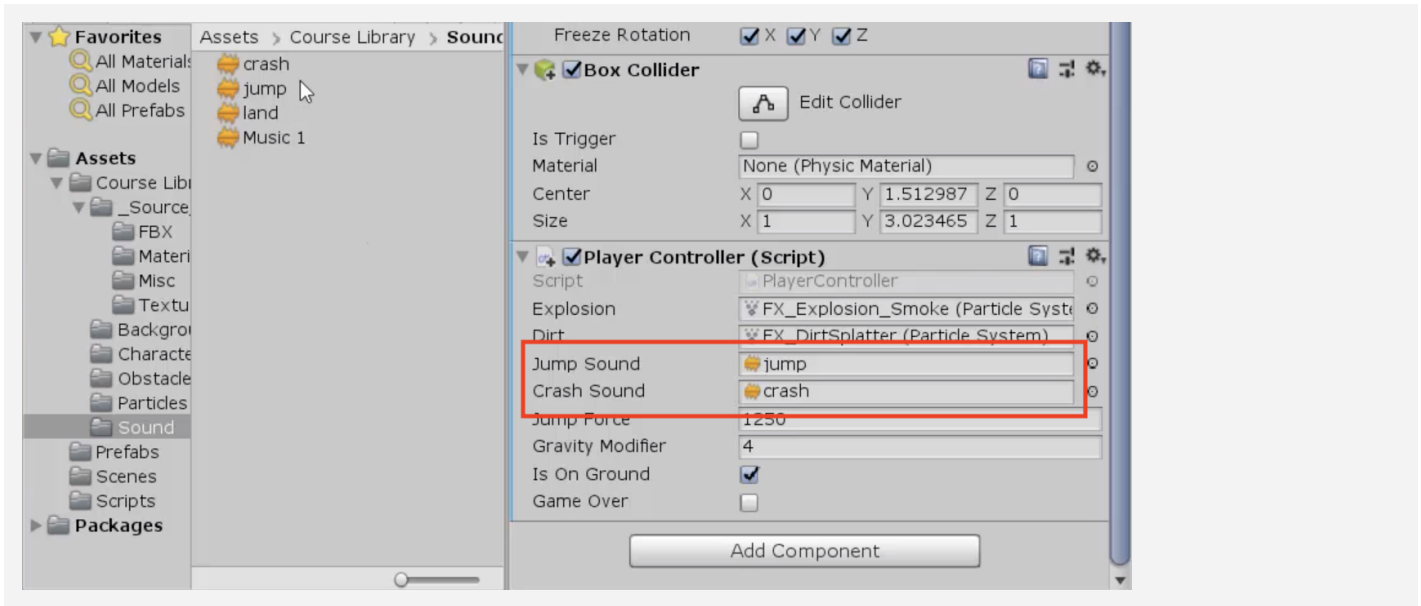 Favorites
All Materials
All Models
All Prefabs
Assets
Course Libr
_Source_
FBX
Materi
Misc
Textu
Backgrou
Characte
Obstacle
Particles
Sound
Prefabs
Scenes
Scripts
Packages
Assets > Course Library > Sound
crash
jump
land
Music 1
Freeze Rotation X Y Z
Box Collider
Edit Collider
Is Trigger
Material None (Physic Material)
Center X 0 Y 1.512987 Z 0
Size X 1 Y 3.023465 Z 1
Player Controller (Script)
Script PlayerController
Explosion FX_Explosion_Smoke (Particle Syste
Dirt FX_DirtSplatter (Particle System)
Jump Sound jump
Crash Sound crash
Jump Force 1250
Gravity Modifier 4
Is On Ground
Game Over
Add Component